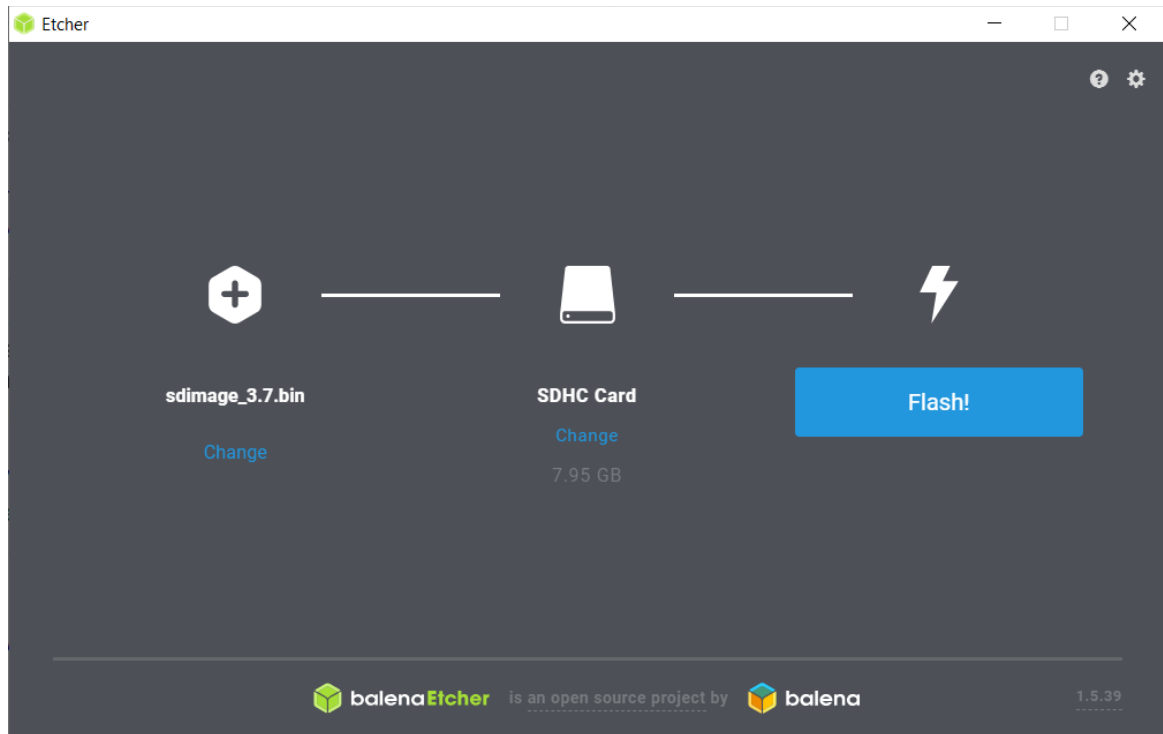 Etcher
sdimage_3.7.bin
Change
SDHC Card
Change
7.95 GB
Flash!
balenaEtcher is an open source project by balena
1.5.39